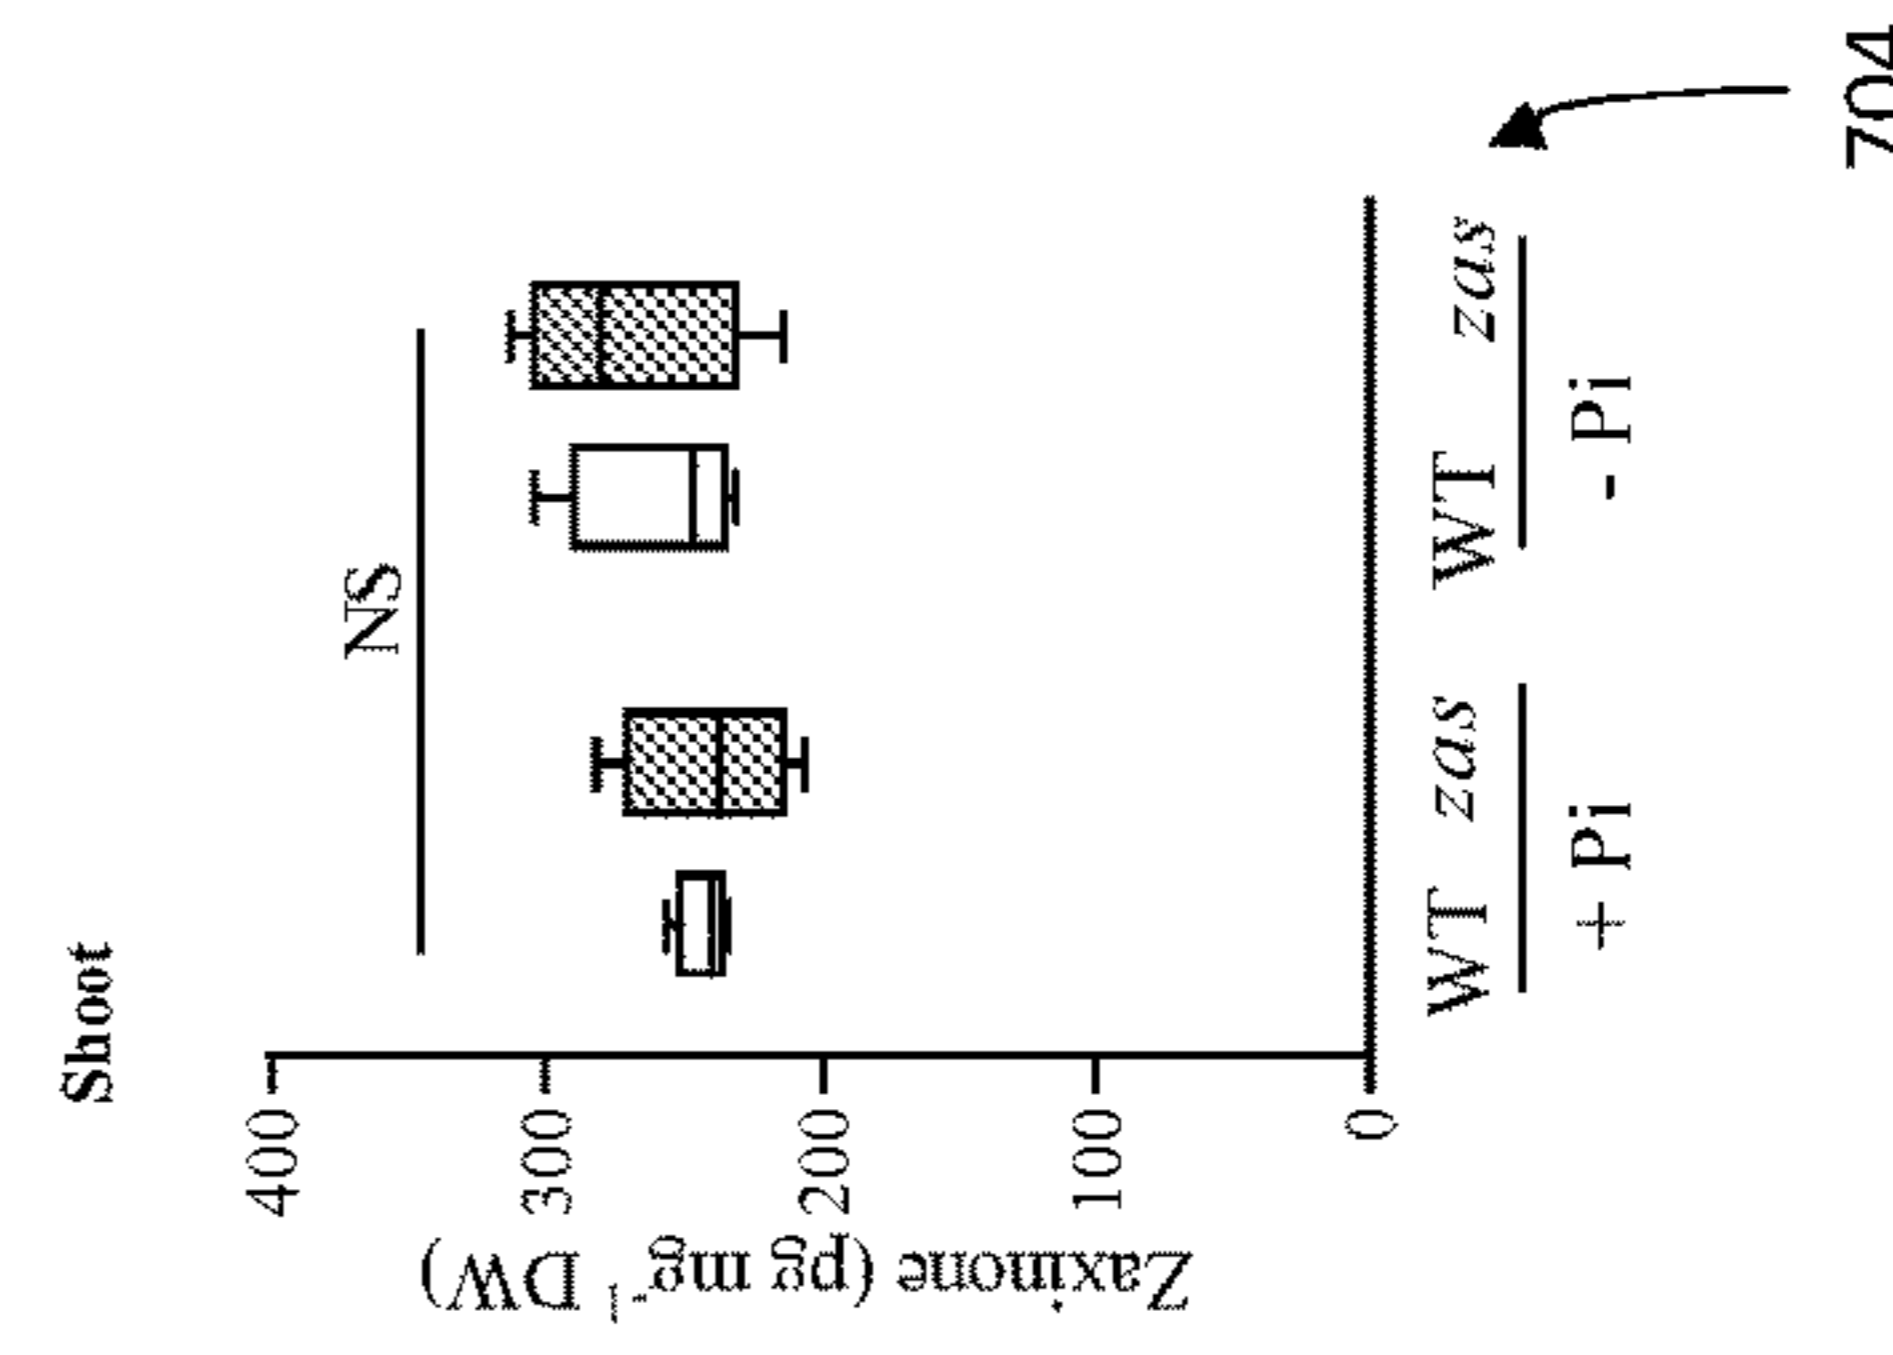 Shoot
NS
Zaxinone (pg mg⁻¹ DW)
400
300
200
100
0
WT zas WT zas
+ Pi - Pi
704